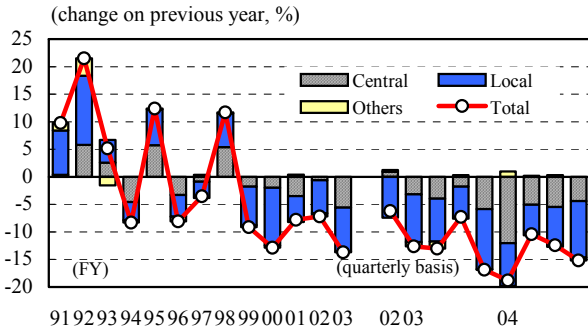 (change on previous year, %)
25
20
15
10
5
0
-5
-10
-15
-20
Central
Local
Others
Total
(FY)
(quarterly basis)
91 92 93 94 95 96 97 98 99 00 01 02 03 02 03 04